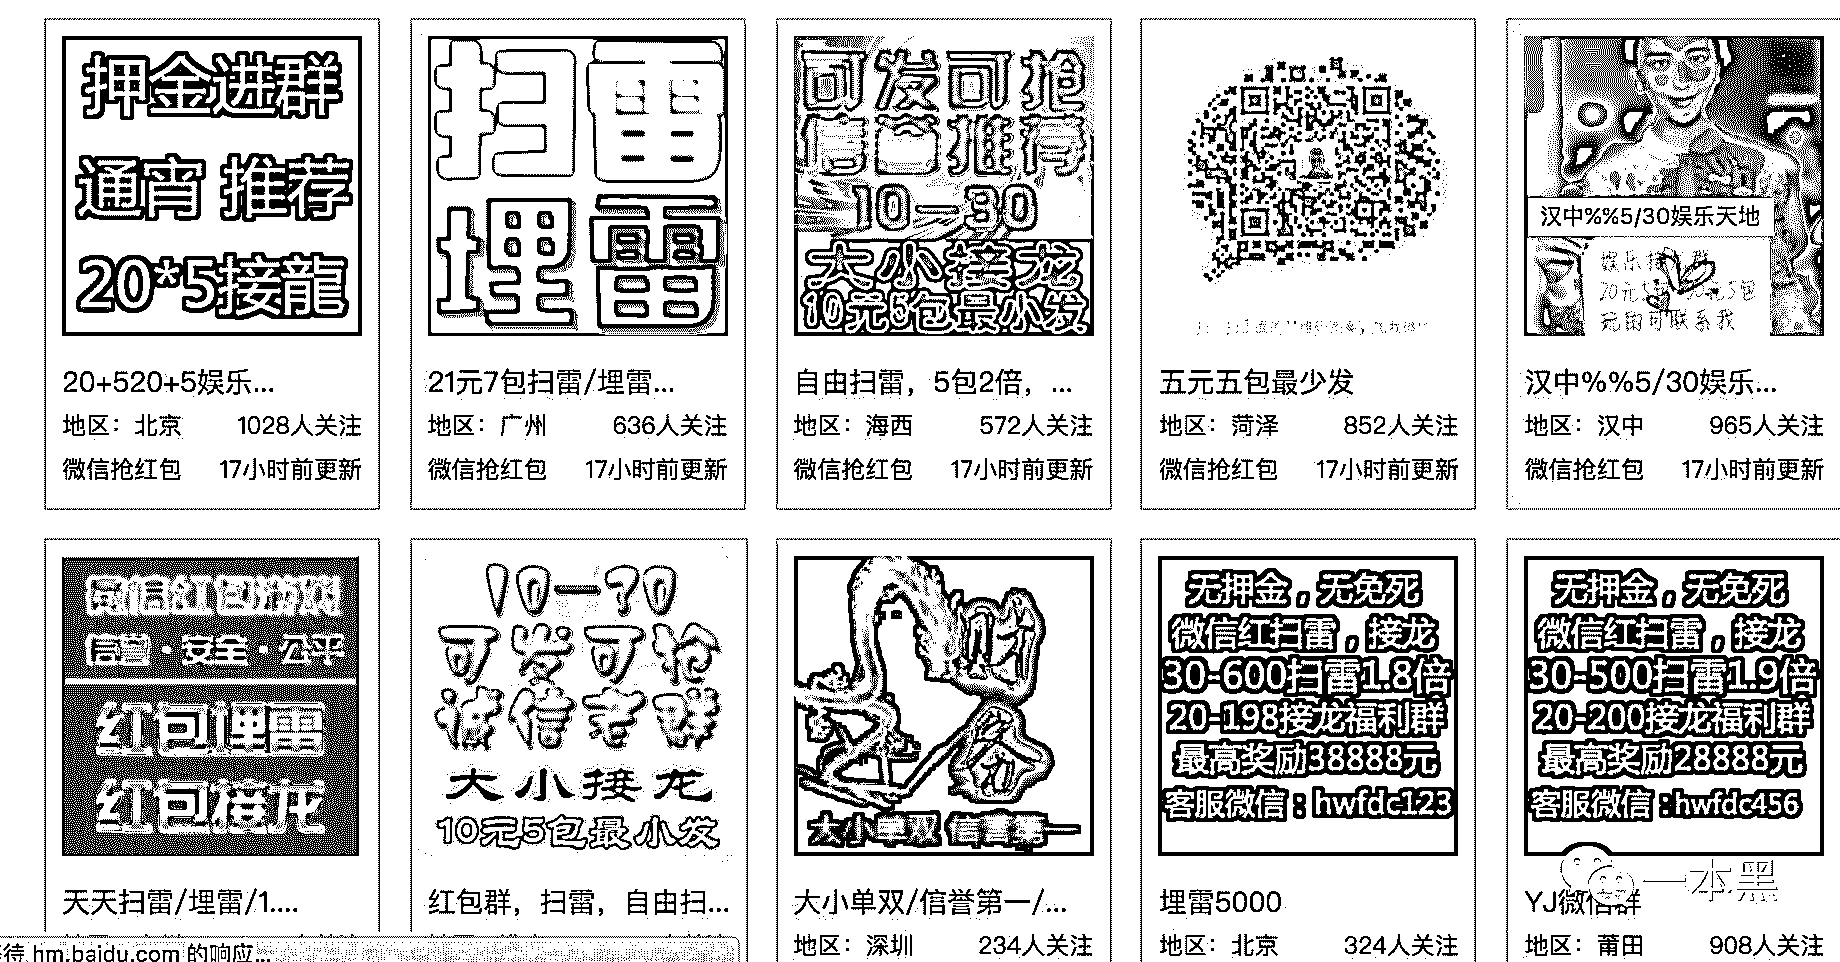 押金进群
通宵 推荐
20*5接龍
20+520+5娱乐...
地区：北京 1028人关注
微信抢红包 17小时前更新
扫雷
埋雷
21元7包扫雷/埋雷...
地区：广州 636人关注
微信抢红包 17小时前更新
可发可抢
信誉推荐
10—30
大小接龙
10元5包最小发
自由扫雷，5包2倍，...
地区：海西 572人关注
微信抢红包 17小时前更新
五元五包最少发
地区：菏泽 852人关注
微信抢红包 17小时前更新
汉中%%5/30娱乐天地
20元5包
元5包
可联系我
汉中%%5/30娱乐...
地区：汉中 965人关注
微信抢红包 17小时前更新
微信红包游戏
信誉·安全·公平
红包埋雷
红包接龙
天天扫雷/埋雷/1....
可发可抢
诚信老群
大小接龙
10元5包最小发
红包群，扫雷，自由扫...
大小单双 信誉第一
大小单双/信誉第一/...
地区：深圳 234人关注
无押金，无免死
微信红扫雷，接龙
30-600扫雷1.8倍
20-198接龙福利群
最高奖励38888元
客服微信：hwfdc123
埋雷5000
地区：北京 324人关注
无押金，无免死
微信红扫雷，接龙
30-500扫雷1.9倍
20-200接龙福利群
最高奖励28888元
客服微信：hwfdc456
一本黑
YJ微信群
地区：莆田 908人关注
待 hm.baidu.com 的响应...